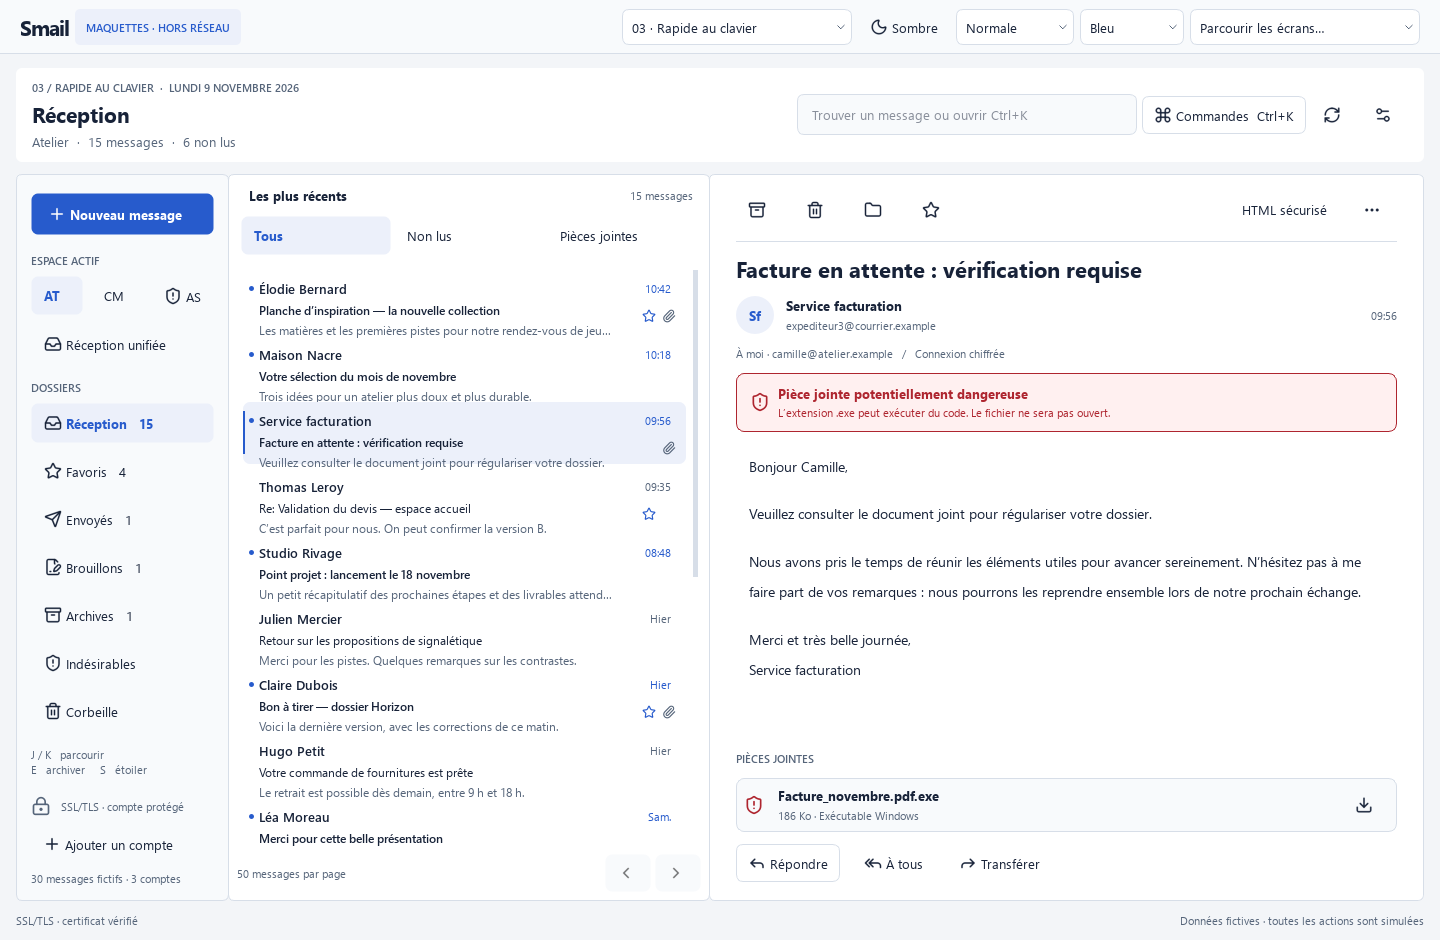 Smail
MAQUETTES · HORS RÉSEAU
03 · Rapide au clavier
Sombre
Normale
Bleu
Parcourir les écrans...
03 / RAPIDE AU CLAVIER · LUNDI 9 NOVEMBRE 2026
Réception
Atelier · 15 messages · 6 non lus
Trouver un message ou ouvrir Ctrl+K
Commandes Ctrl+K
Nouveau message
ESPACE ACTIF
AT
CM
AS
Réception unifiée
DOSSIERS
Réception 15
Favoris 4
Envoyés 1
Brouillons 1
Archives 1
Indésirables
Corbeille
J / K parcourir
E archiver S étoiler
SSL/TLS · compte protégé
Ajouter un compte
30 messages fictifs · 3 comptes
Les plus récents
15 messages
Tous
Non lus
Pièces jointes
Élodie Bernard
10:42
Planche d’inspiration — la nouvelle collection
Les matières et les premières pistes pour notre rendez-vous de jeu...
Maison Nacre
10:18
Votre sélection du mois de novembre
Trois idées pour un atelier plus doux et plus durable.
Service facturation
09:56
Facture en attente : vérification requise
Veuillez consulter le document joint pour régulariser votre dossier.
Thomas Leroy
09:35
Re: Validation du devis — espace accueil
C’est parfait pour nous. On peut confirmer la version B.
Studio Rivage
08:48
Point projet : lancement le 18 novembre
Un petit récapitulatif des prochaines étapes et des livrables attend...
Julien Mercier
Hier
Retour sur les propositions de signalétique
Merci pour les pistes. Quelques remarques sur les contrastes.
Claire Dubois
Hier
Bon à tirer — dossier Horizon
Voici la dernière version, avec les corrections de ce matin.
Hugo Petit
Hier
Votre commande de fournitures est prête
Le retrait est possible dès demain, entre 9 h et 18 h.
Léa Moreau
Sam.
Merci pour cette belle présentation
50 messages par page
HTML sécurisé
Facture en attente : vérification requise
Sf
Service facturation
expediteur3@courrier.example
09:56
À moi · camille@atelier.example / Connexion chiffrée
Pièce jointe potentiellement dangereuse
L’extension .exe peut exécuter du code. Le fichier ne sera pas ouvert.
Bonjour Camille,
Veuillez consulter le document joint pour régulariser votre dossier.
Nous avons pris le temps de réunir les éléments utiles pour avancer sereinement. N’hésitez pas à me
faire part de vos remarques : nous pourrons les reprendre ensemble lors de notre prochain échange.
Merci et très belle journée,
Service facturation
PIÈCES JOINTES
Facture_novembre.pdf.exe
186 Ko · Exécutable Windows
Répondre
À tous
Transférer
SSL/TLS · certificat vérifié
Données fictives · toutes les actions sont simulées